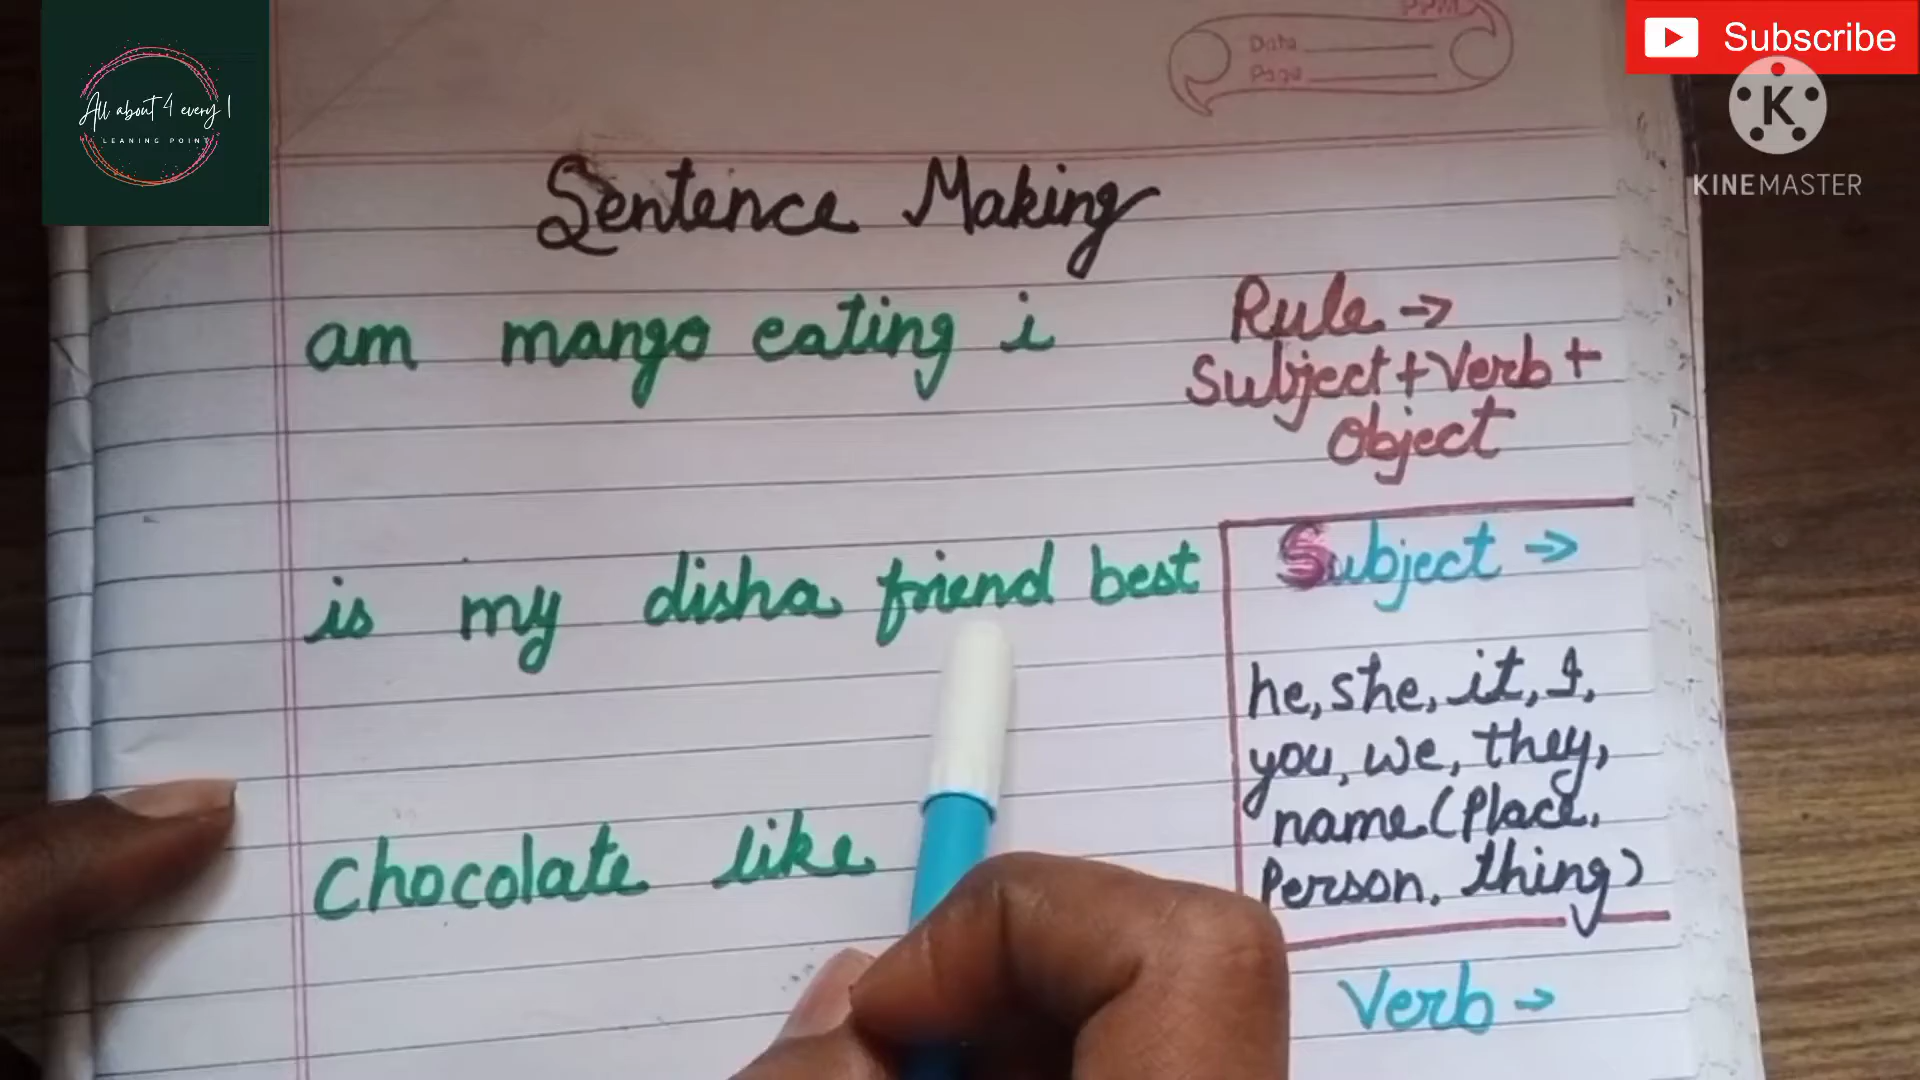 All about 4 every 1
LEANING POINT
Subscribe
K
KINEMASTER
PPM
Date
Page
Sentence Making
am mango eating i
Rule →
Subject + Verb +
Object
is my disha friend best
Subject →
he, she, it, I,
you, we, they,
name (Place,
Person, thing)
Chocolate like
Verb →